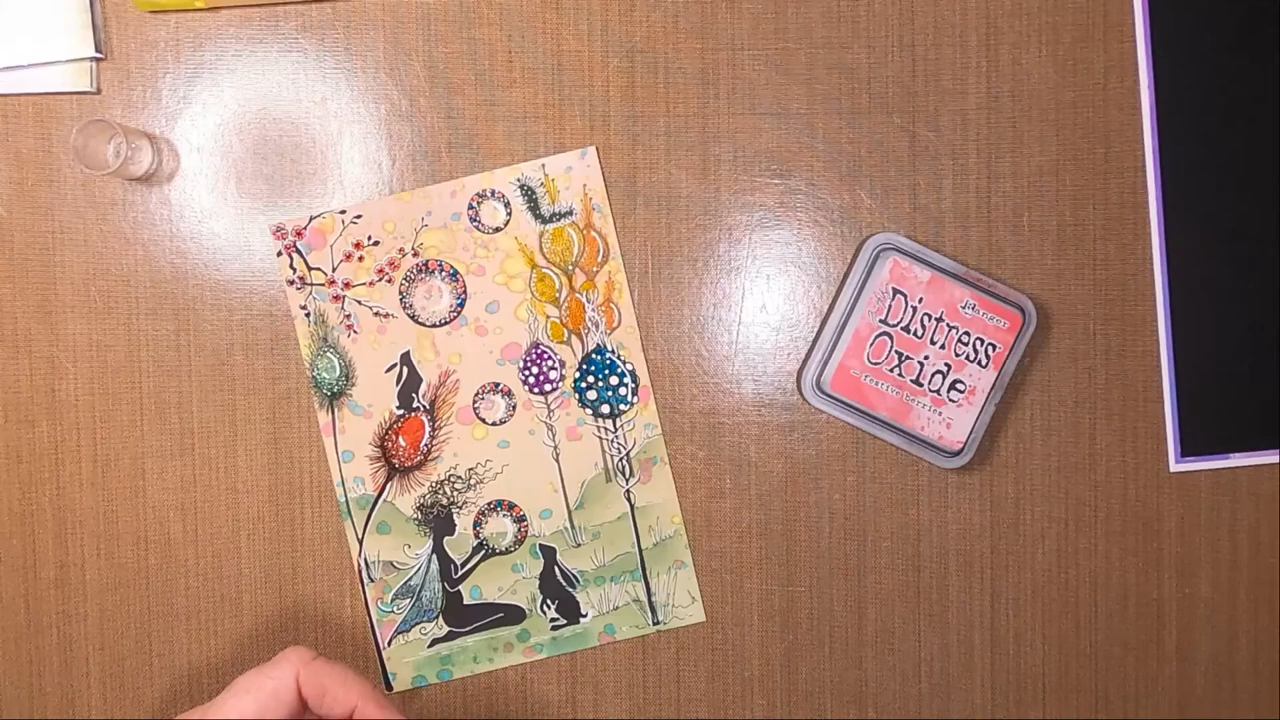 Ranger
Distress
Oxide
— festive berries —